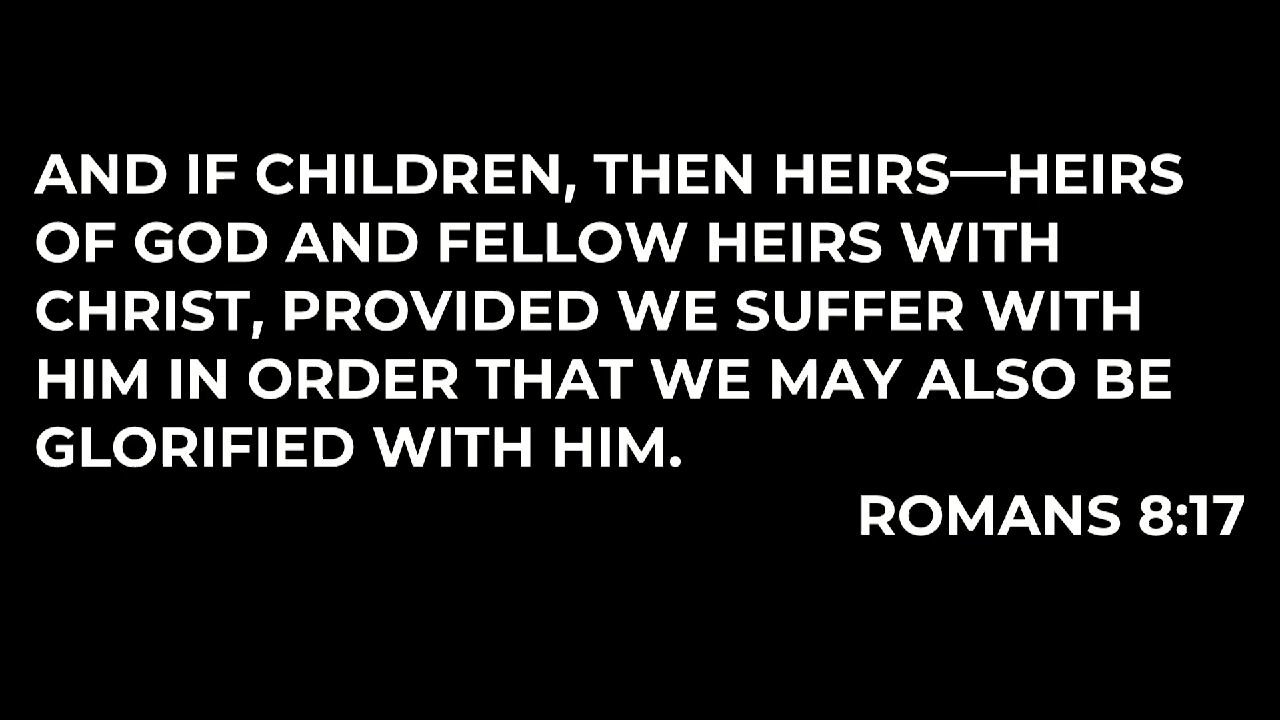 AND IF CHILDREN, THEN HEIRS—HEIRS
OF GOD AND FELLOW HEIRS WITH
CHRIST, PROVIDED WE SUFFER WITH
HIM IN ORDER THAT WE MAY ALSO BE
GLORIFIED WITH HIM.
ROMANS 8:17